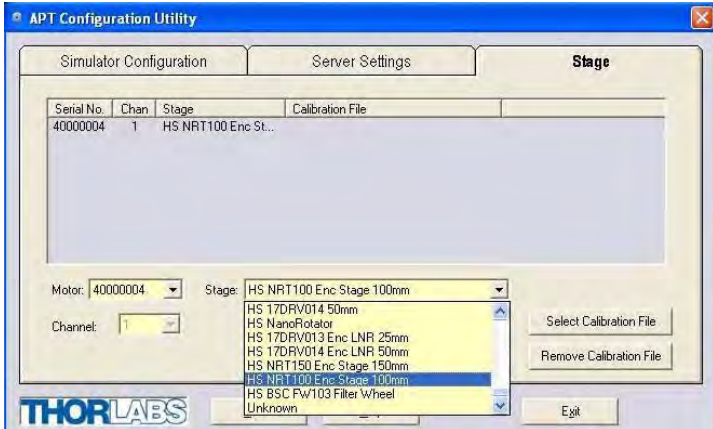 APT Configuration Utility
Simulator Configuration Server Settings Stage
Serial No. Chan Stage Calibration File
40000004 1 HS NRT100 Enc St...
Motor: 40000004 Stage: HS NRT100 Enc Stage 100mm
HS 17DRV014 50mm
HS NanoRotator
HS 17DRV013 Enc LNR 25mm
HS 17DRV014 Enc LNR 50mm
HS NRT150 Enc Stage 150mm
HS NRT100 Enc Stage 100mm
HS BSC FW103 Filter Wheel
Unknown
Channel: 1
Select Calibration File
Remove Calibration File
THORLABS Exit